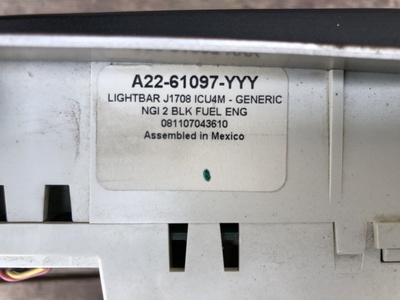 A22-61097-YYY
LIGHTBAR J1708 ICU4M - GENERIC
NGI 2 BLK FUEL ENG
081107043610
Assembled in Mexico